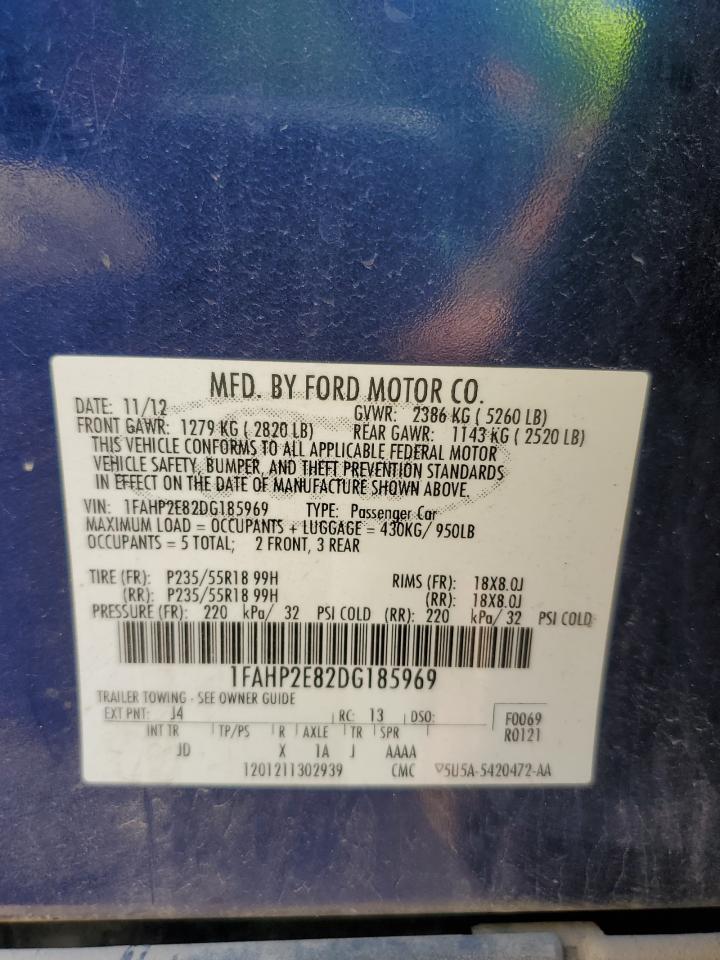 MFD. BY FORD MOTOR CO.
DATE: 11/12 GVWR: 2386 KG ( 5260 LB)
FRONT GAWR: 1279 KG ( 2820 LB) REAR GAWR: 1143 KG ( 2520 LB)
THIS VEHICLE CONFORMS TO ALL APPLICABLE FEDERAL MOTOR
VEHICLE SAFETY, BUMPER, AND THEFT PREVENTION STANDARDS
IN EFFECT ON THE DATE OF MANUFACTURE SHOWN ABOVE.
VIN: 1FAHP2E82DG185969 TYPE: Passenger Car
MAXIMUM LOAD = OCCUPANTS + LUGGAGE = 430KG/ 950LB
OCCUPANTS = 5 TOTAL; 2 FRONT, 3 REAR
TIRE (FR): P235/55R18 99H RIMS (FR): 18X8.0J
(RR): P235/55R18 99H (RR): 18X8.0J
PRESSURE (FR): 220 kPa/ 32 PSI COLD (RR): 220 kPa/ 32 PSI COLD
1FAHP2E82DG185969
TRAILER TOWING - SEE OWNER GUIDE
EXT PNT: J4 RC: 13 DSO: F0069
INT TR TP/PS R AXLE TR SPR R0121
JD X 1A J AAAA
1201211302939 CMC 5U5A-5420472-AA